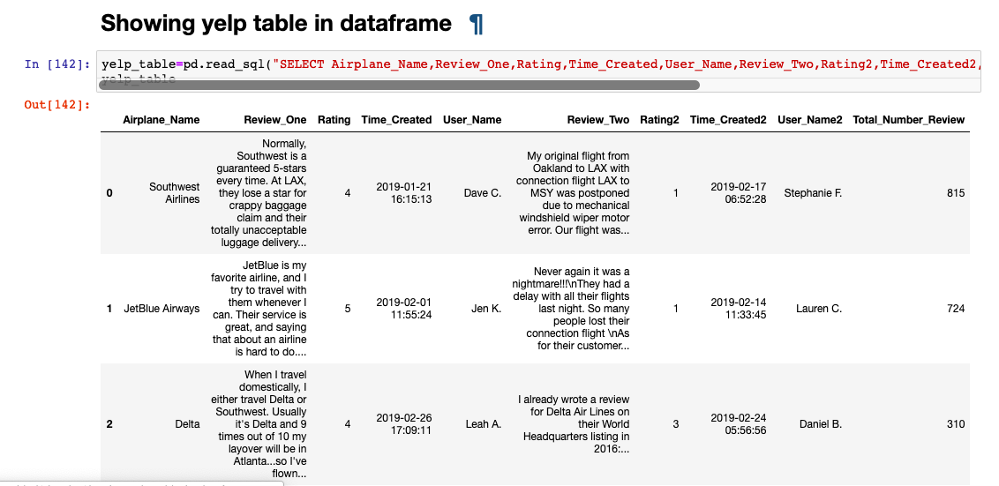 Showing yelp table in dataframe ¶
In [142]: yelp_table=pd.read_sql("SELECT Airplane_Name,Review_One,Rating,Time_Created,User_Name,Review_Two,Rating2,Time_Created2,
yelp_table
Out[142]:
Airplane_Name Review_One Rating Time_Created User_Name Review_Two Rating2 Time_Created2 User_Name2 Total_Number_Review
0
Southwest
Airlines
Normally,
Southwest is a
guaranteed 5-stars
every time. At LAX,
they lose a star for
crappy baggage
claim and their
totally unacceptable
luggage delivery...
4
2019-01-21
16:15:13
Dave C.
My original flight from
Oakland to LAX with
connection flight LAX to
MSY was postponed
due to mechanical
windshield wiper motor
error. Our flight was...
1
2019-02-17
06:52:28
Stephanie F.
815
1
JetBlue Airways
JetBlue is my
favorite airline, and I
try to travel with
them whenever I
can. Their service is
great, and saying
that about an airline
is hard to do....
5
2019-02-01
11:55:24
Jen K.
Never again it was a
nightmare!!!\nThey had a
delay with all their flights
last night. So many
people lost their
connection flight \nAs
for their customer...
1
2019-02-14
11:33:45
Lauren C.
724
2
Delta
When I travel
domestically, I
either travel Delta or
Southwest. Usually
it's Delta and 9
times out of 10 my
layover will be in
Atlanta...so I've
flown...
4
2019-02-26
17:09:11
Leah A.
I already wrote a review
for Delta Air Lines on
their World
Headquarters listing in
2016:...
3
2019-02-24
05:56:56
Daniel B.
310